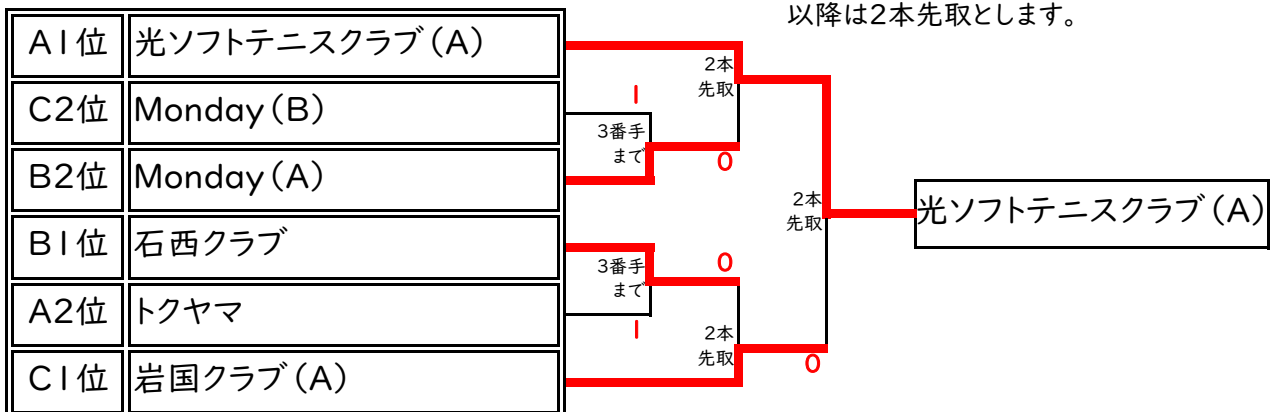 以降は2本先取とします。
A1位 光ソフトテニスクラブ(A)
C2位 Monday(B)
B2位 Monday(A)
B1位 石西クラブ
A2位 トクヤマ
C1位 岩国クラブ(A)
2本
先取
1
3番手
まで
0
2本
先取
光ソフトテニスクラブ(A)
0
3番手
まで
1
2本
先取
0